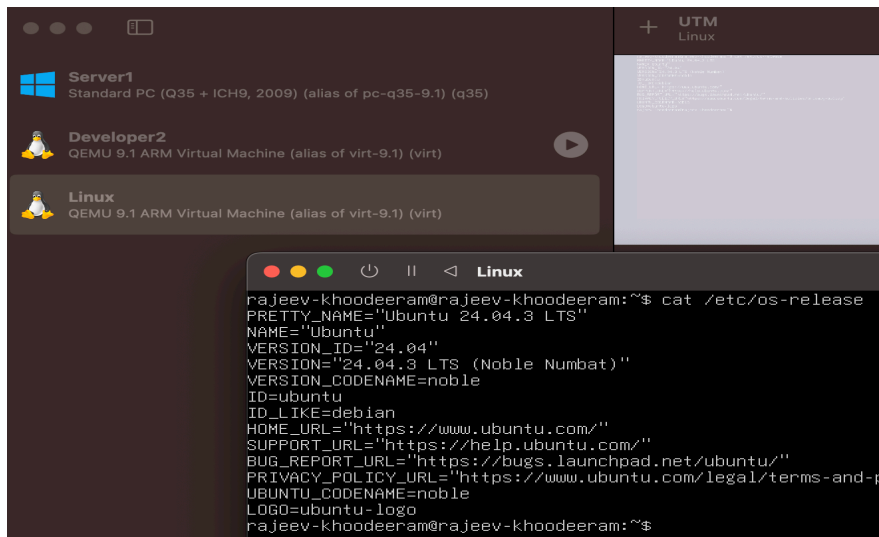 UTM
Linux
Server1
Standard PC (Q35 + ICH9, 2009) (alias of pc-q35-9.1) (q35)
Developer2
QEMU 9.1 ARM Virtual Machine (alias of virt-9.1) (virt)
Linux
QEMU 9.1 ARM Virtual Machine (alias of virt-9.1) (virt)
Linux
rajeev-khoodeeram@rajeev-khoodeeram:~$ cat /etc/os-release
PRETTY_NAME="Ubuntu 24.04.3 LTS"
NAME="Ubuntu"
VERSION_ID="24.04"
VERSION="24.04.3 LTS (Noble Numbat)"
VERSION_CODENAME=noble
ID=ubuntu
ID_LIKE=debian
HOME_URL="https://www.ubuntu.com/"
SUPPORT_URL="https://help.ubuntu.com/"
BUG_REPORT_URL="https://bugs.launchpad.net/ubuntu/"
PRIVACY_POLICY_URL="https://www.ubuntu.com/legal/terms-and-p
UBUNTU_CODENAME=noble
LOGO=ubuntu-logo
rajeev-khoodeeram@rajeev-khoodeeram:~$